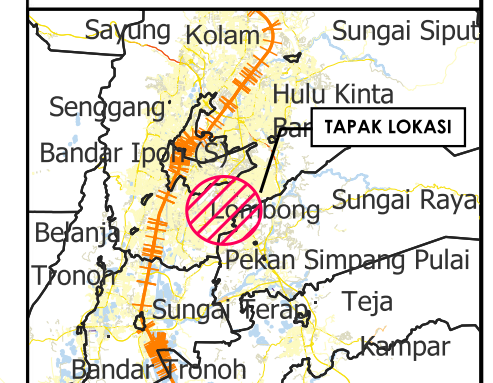 Sayung
Kolam
Sungai Siput
Senggang
Hulu Kinta
TAPAK LOKASI
Bandar Ipoh (S)
Lombong
Sungai Raya
Belanja
Pekan Simpang Pulai
Tronoh
Sungai Terap
Teja
Kampar
Bandar Tronoh